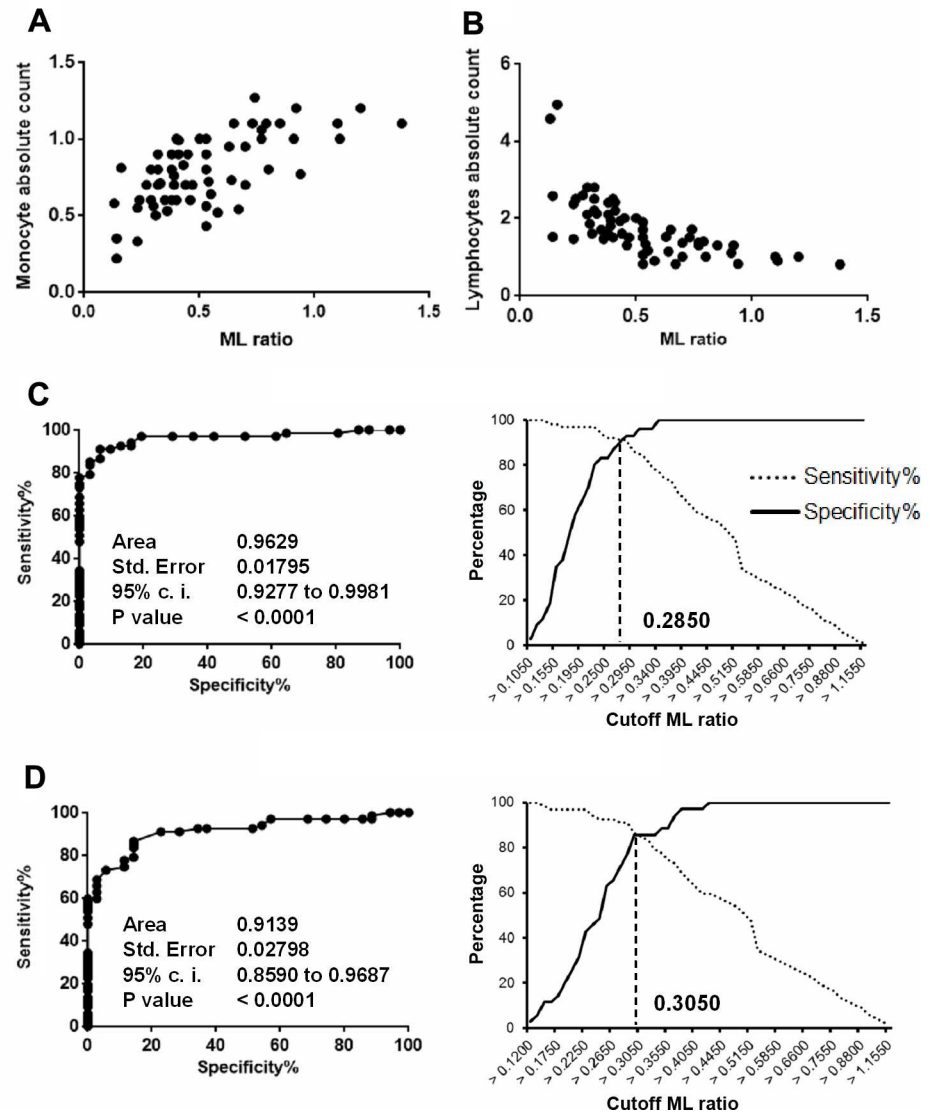 A
Monocyte absolute count
1.5
1.0
0.5
0.0
0.0 0.5 1.0 1.5
ML ratio
B
Lymphocytes absolute count
6
4
2
0
0.0 0.5 1.0 1.5
ML ratio
C
Sensitivity%
100
80
60
40
20
0
Area 0.9629
Std. Error 0.01795
95% c. i. 0.9277 to 0.9981
P value < 0.0001
0 20 40 60 80 100
Specificity%
Percentage
100
80
60
40
20
0
Sensitivity%
Specificity%
0.2850
> 0.1050 > 0.1550 > 0.1950 > 0.2500 > 0.2950 > 0.3400 > 0.3950 > 0.4450 > 0.5150 > 0.5850 > 0.6600 > 0.7550 > 0.8800 > 1.1550
Cutoff ML ratio
D
Sensitivity%
100
80
60
40
20
0
Area 0.9139
Std. Error 0.02798
95% c. i. 0.8590 to 0.9687
P value < 0.0001
0 20 40 60 80 100
Specificity%
Percentage
100
80
60
40
20
0
0.3050
> 0.1200 > 0.1750 > 0.2250 > 0.2650 > 0.3050 > 0.3550 > 0.4050 > 0.4450 > 0.5150 > 0.5850 > 0.6600 > 0.7550 > 0.8800 > 1.1550
Cutoff ML ratio